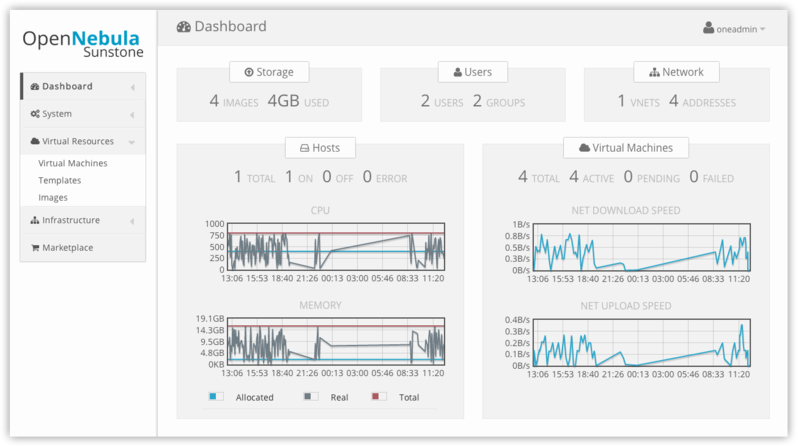 OpenNebula
Sunstone
Dashboard
System
Virtual Resources
Virtual Machines
Templates
Images
Infrastructure
Marketplace
Dashboard
oneadmin
Storage
4 IMAGES 4GB USED
Users
2 USERS 2 GROUPS
Network
1 VNETS 4 ADDRESSES
Hosts
1 TOTAL 1 ON 0 OFF 0 ERROR
CPU
1000
750
500
250
0
13:06 15:53 18:40 21:26 00:13 03:00 05:46 08:33 11:20
MEMORY
19.1GB
14.3GB
9.5GB
4.8GB
0KB
13:06 15:53 18:40 21:26 00:13 03:00 05:46 08:33 11:20
Allocated Real Total
Virtual Machines
4 TOTAL 4 ACTIVE 0 PENDING 0 FAILED
NET DOWNLOAD SPEED
1B/s
0.8B/s
0.5B/s
0.3B/s
0B/s
13:06 15:53 18:40 21:26 00:13 03:00 05:46 08:33 11:20
NET UPLOAD SPEED
0.4B/s
0.3B/s
0.2B/s
0.1B/s
0B/s
13:06 15:53 18:40 21:26 00:13 03:00 05:46 08:33 11:20